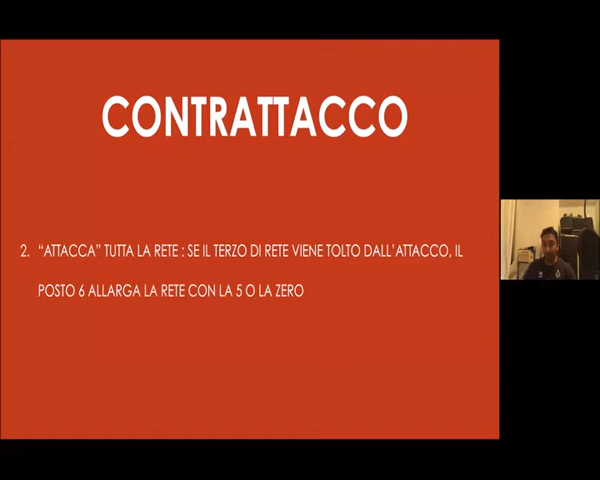 CONTRATTACCO
2. “ATTACCA” TUTTA LA RETE : SE IL TERZO DI RETE VIENE TOLTO DALL’ATTACCO, IL
POSTO 6 ALLARGA LA RETE CON LA 5 O LA ZERO